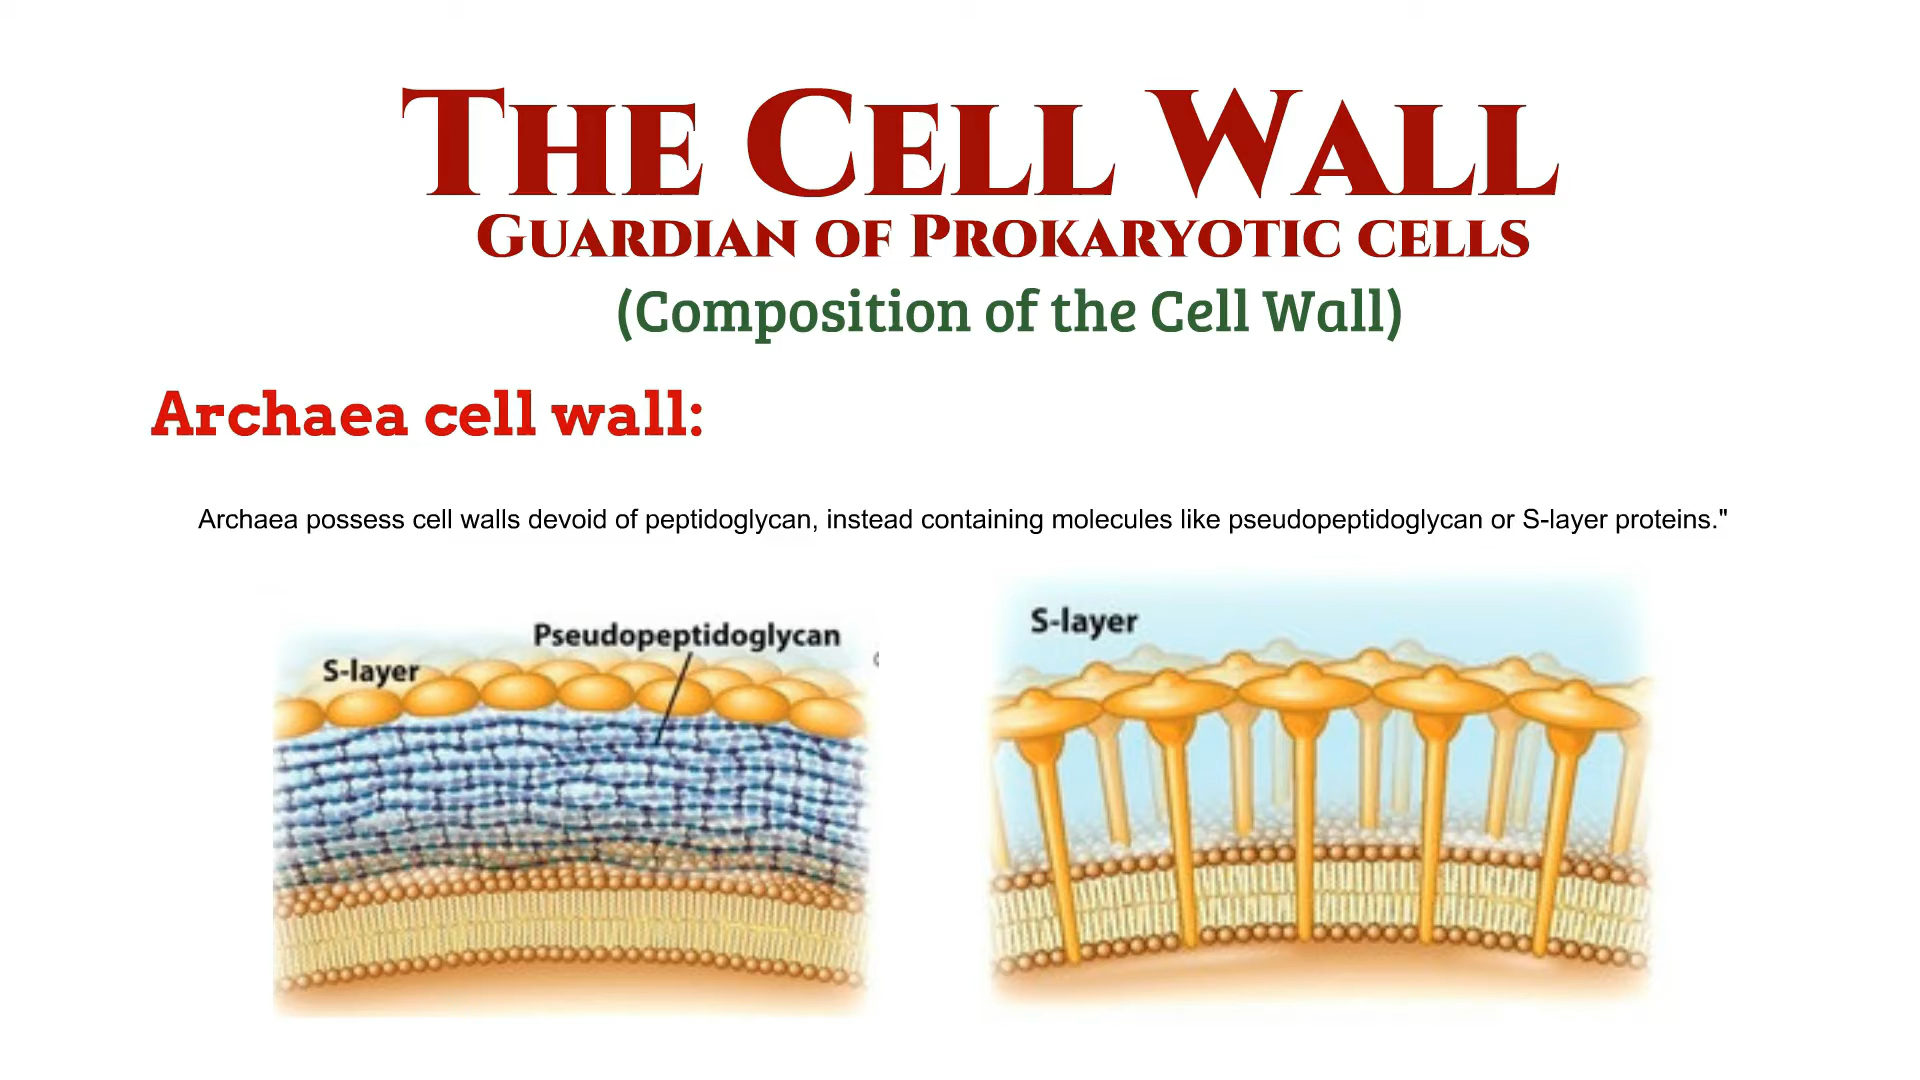 THE CELL WALL
GUARDIAN OF PROKARYOTIC CELLS
(Composition of the Cell Wall)
Archaea cell wall:
Archaea possess cell walls devoid of peptidoglycan, instead containing molecules like pseudopeptidoglycan or S-layer proteins."
Pseudopeptidoglycan
S-layer
S-layer